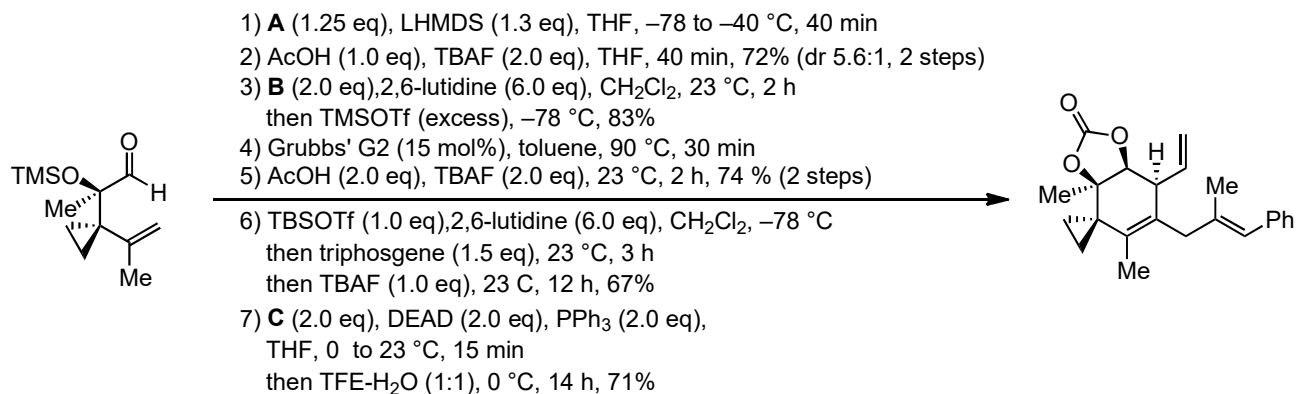 1) A (1.25 eq), LHMDS (1.3 eq), THF, –78 to –40 °C, 40 min
2) AcOH (1.0 eq), TBAF (2.0 eq), THF, 40 min, 72% (dr 5.6:1, 2 steps)
3) B (2.0 eq),2,6-lutidine (6.0 eq), CH₂Cl₂, 23 °C, 2 h
then TMSOTf (excess), –78 °C, 83%
4) Grubbs' G2 (15 mol%), toluene, 90 °C, 30 min
5) AcOH (2.0 eq), TBAF (2.0 eq), 23 °C, 2 h, 74 % (2 steps)
6) TBSOTf (1.0 eq),2,6-lutidine (6.0 eq), CH₂Cl₂, –78 °C
then triphosgene (1.5 eq), 23 °C, 3 h
then TBAF (1.0 eq), 23 C, 12 h, 67%
7) C (2.0 eq), DEAD (2.0 eq), PPh₃ (2.0 eq),
THF, 0 to 23 °C, 15 min
then TFE-H₂O (1:1), 0 °C, 14 h, 71%
O
TMSO
H
Me
Me
O
O
O
H
Me
Me
Ph
Me